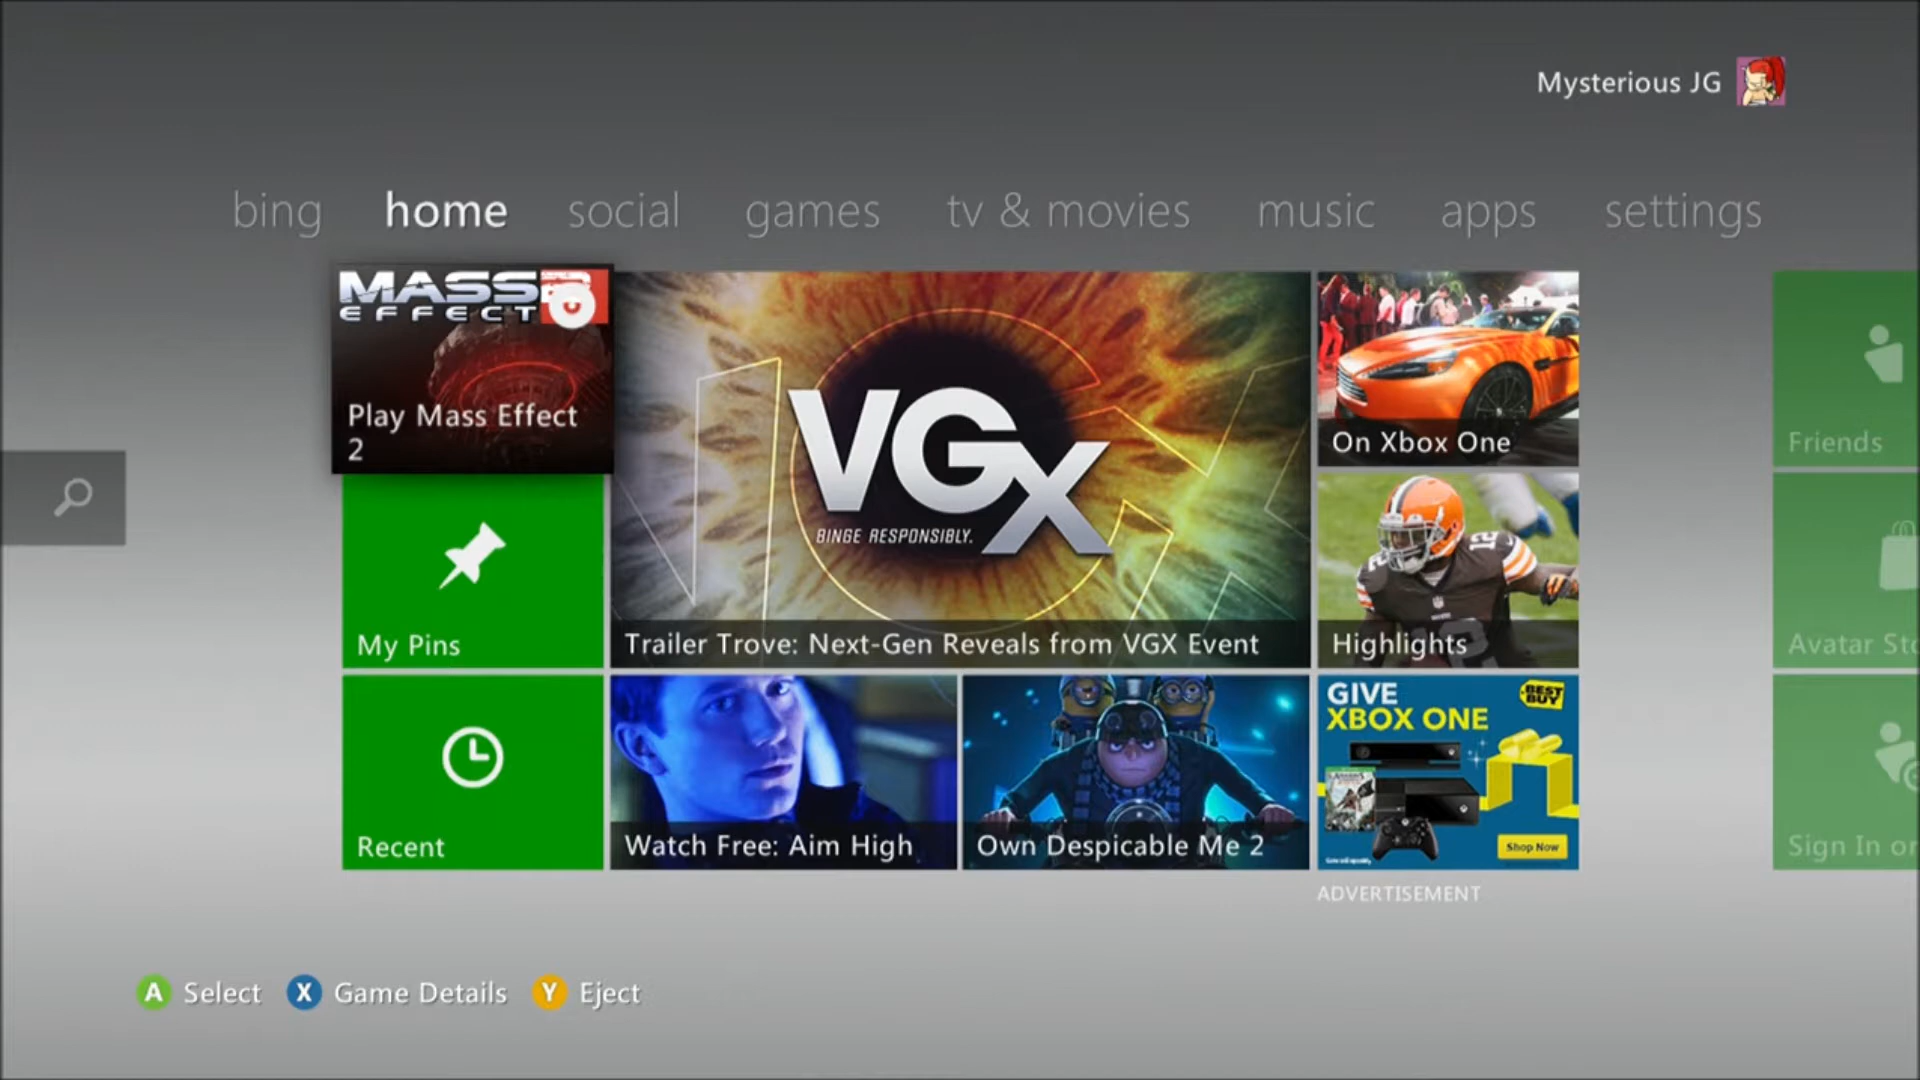 Mysterious JG
bing home social games tv & movies music apps settings
MASS
EFFECT
Play Mass Effect
2
VGX
BINGE RESPONSIBLY.
Trailer Trove: Next-Gen Reveals from VGX Event
On Xbox One
Friends
My Pins
12
Highlights
Avatar Sto
Recent
Watch Free: Aim High
Own Despicable Me 2
GIVE
XBOX ONE
BEST
BUY
Shop Now
Sign In or
ADVERTISEMENT
A Select X Game Details Y Eject